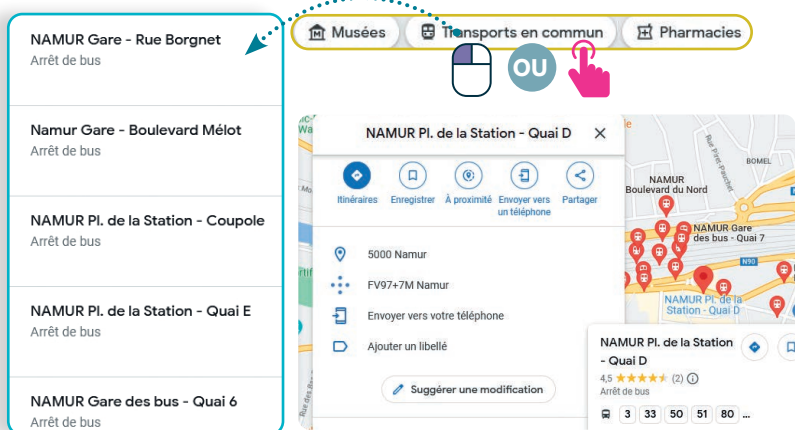 NAMUR Gare - Rue Borgnet
Arrêt de bus
Namur Gare - Boulevard Mélot
Arrêt de bus
NAMUR Pl. de la Station - Coupole
Arrêt de bus
NAMUR Pl. de la Station - Quai E
Arrêt de bus
NAMUR Gare des bus - Quai 6
Arrêt de bus
Musées
Transports en commun
Pharmacies
OU
NAMUR Pl. de la Station - Quai D
Itinéraires
Enregistrer
À proximité
Envoyer vers
un téléphone
Partager
5000 Namur
FV97+7M Namur
Envoyer vers votre téléphone
Ajouter un libellé
Suggérer une modification
Rue Piret-Pauchet
BOMEL
NAMUR
Boulevard du Nord
NAMUR Gare
des bus - Quai 7
N90
NAMUR Pl. de la
Station - Quai D
NAMUR Pl. de la Station
- Quai D
4,5 (2)
Arrêt de bus
3 33 50 51 80 ...